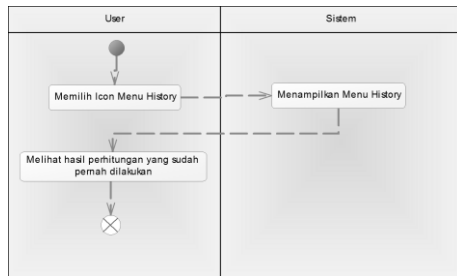 User
Sistem
Memilih Icon Menu History
Menampilkan Menu History
Melihat hasil perhitungan yang sudah
pernah dilakukan